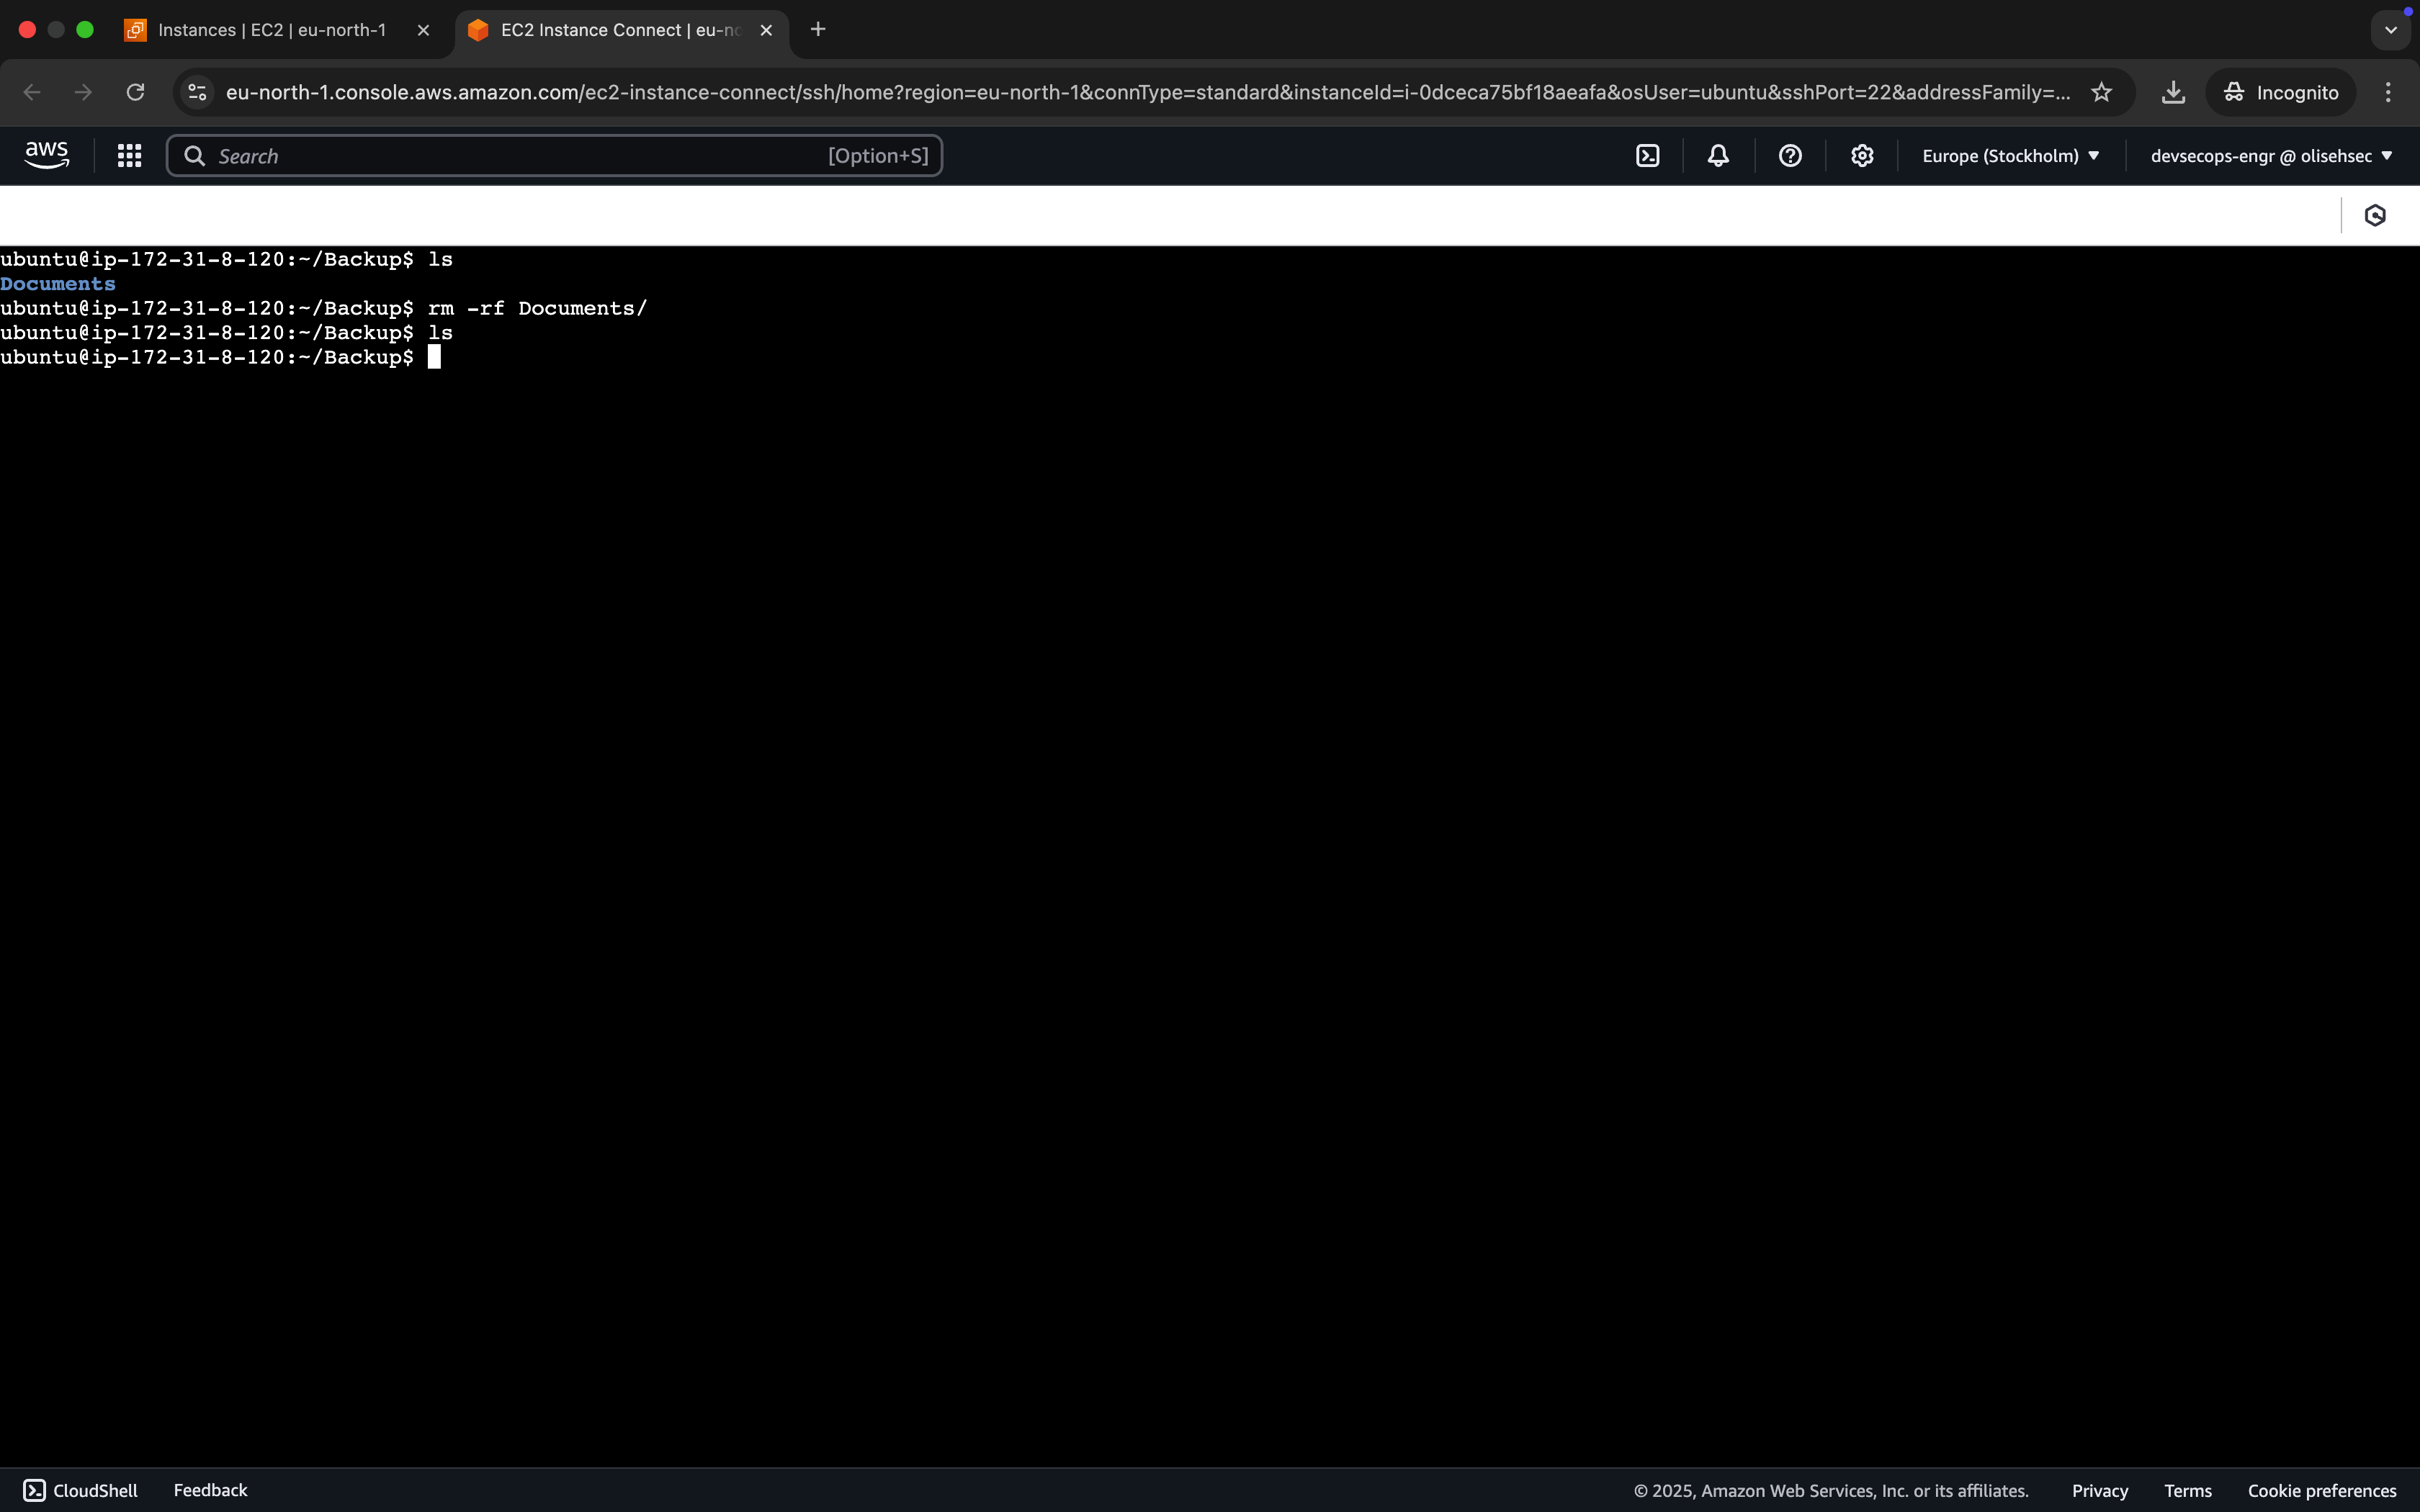 Instances | EC2 | eu-north-1
EC2 Instance Connect | eu-no
eu-north-1.console.aws.amazon.com/ec2-instance-connect/ssh/home?region=eu-north-1&connType=standard&instanceId=i-0dceca75bf18aeafa&osUser=ubuntu&sshPort=22&addressFamily=...
Incognito
aws
Search
[Option+S]
Europe (Stockholm)
devsecops-engr @ olisehsec
ubuntu@ip-172-31-8-120:~/Backup$ ls
Documents
ubuntu@ip-172-31-8-120:~/Backup$ rm -rf Documents/
ubuntu@ip-172-31-8-120:~/Backup$ ls
ubuntu@ip-172-31-8-120:~/Backup$
CloudShell
Feedback
© 2025, Amazon Web Services, Inc. or its affiliates.
Privacy
Terms
Cookie preferences